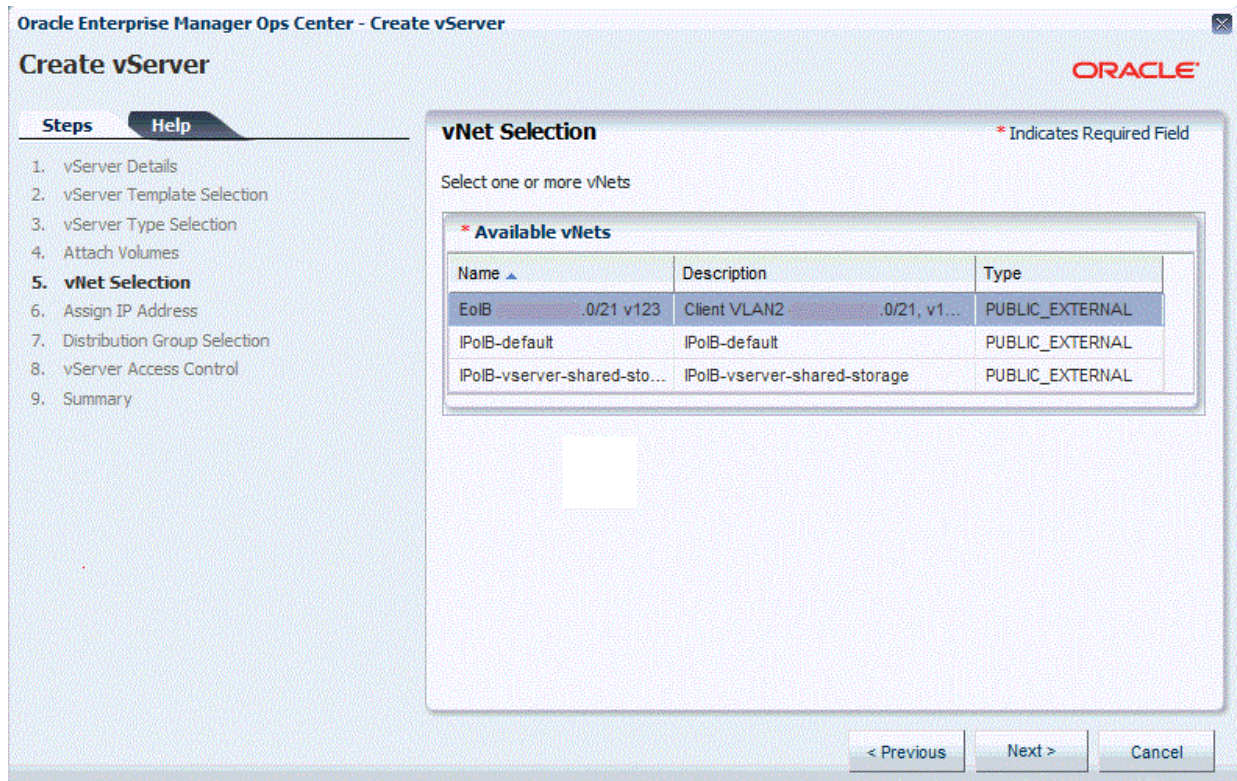 Oracle Enterprise Manager Ops Center - Create vServer
Create vServer
ORACLE
Steps Help
1. vServer Details
2. vServer Template Selection
3. vServer Type Selection
4. Attach Volumes
5. vNet Selection
6. Assign IP Address
7. Distribution Group Selection
8. vServer Access Control
9. Summary
vNet Selection
* Indicates Required Field
Select one or more vNets
* Available vNets
Name Description Type
EoIB .0/21 v123 Client VLAN2 .0/21, v1... PUBLIC_EXTERNAL
IPoIB-default IPoIB-default PUBLIC_EXTERNAL
IPoIB-vserver-shared-sto... IPoIB-vserver-shared-storage PUBLIC_EXTERNAL
< Previous Next > Cancel